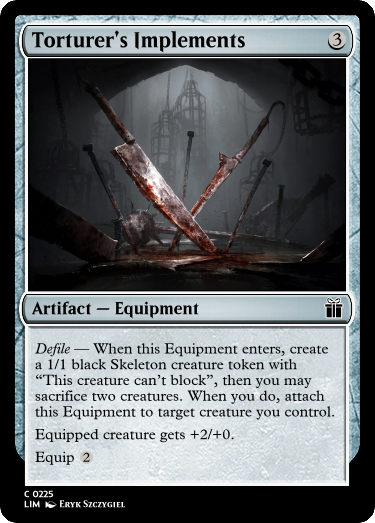 Torturer's Implements 3
Artifact — Equipment
Defile — When this Equipment enters, create
a 1/1 black Skeleton creature token with
“This creature can't block”, then you may
sacrifice two creatures. When you do, attach
this Equipment to target creature you control.
Equipped creature gets +2/+0.
Equip 2
C 0225
LIM Eryk Szczygiel